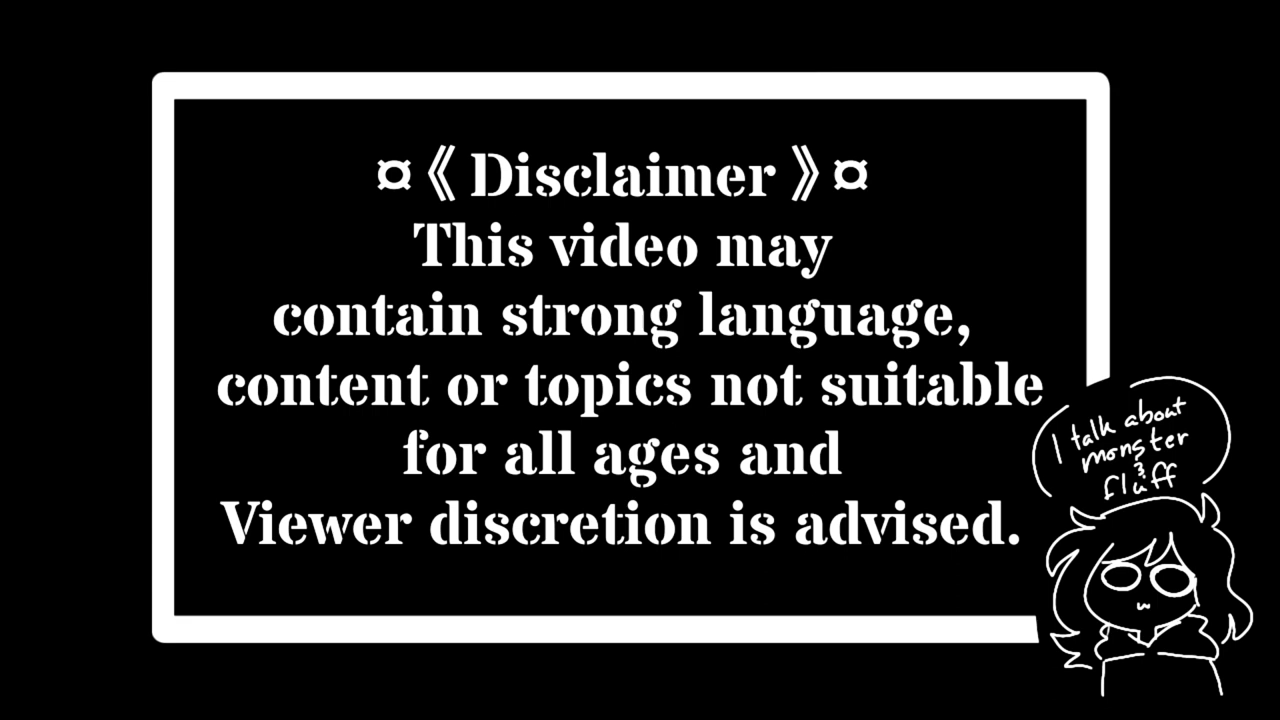 ¤《 Disclaimer 》¤
This video may
contain strong language,
content or topics not suitable
for all ages and
Viewer discretion is advised.
I talk about
monster
&
fluff